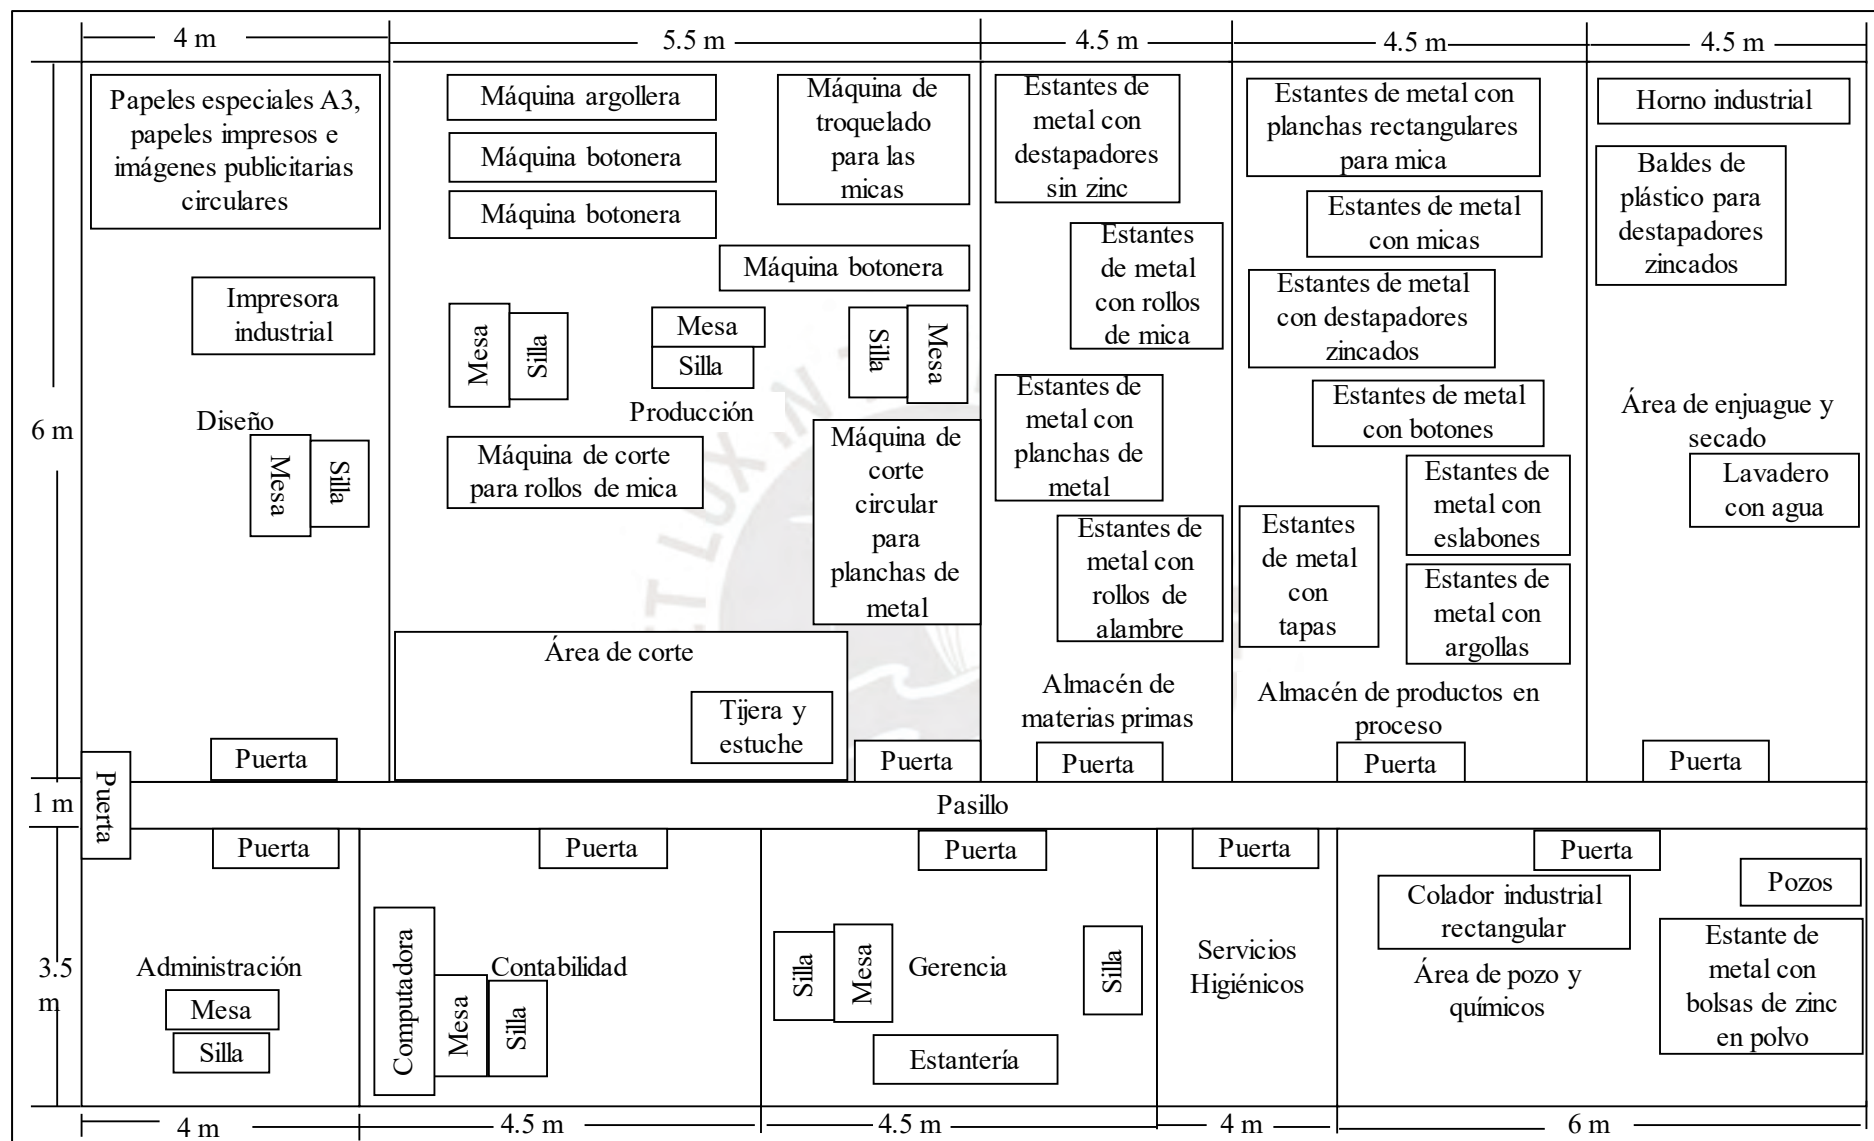 4 m
5.5 m
4.5 m
4.5 m
4.5 m
Papeles especiales A3,
papeles impresos e
imágenes publicitarias
circulares
Impresora
industrial
Diseño
Mesa
Silla
Puerta
Máquina argollera
Máquina botonera
Máquina botonera
Máquina de
troquelado
para las
micas
Máquina botonera
Mesa
Silla
Mesa
Silla
Silla
Mesa
Producción
Máquina de corte
para rollos de mica
Máquina de
corte
circular
para
planchas de
metal
Área de corte
Tijera y
estuche
Puerta
Estantes de
metal con
destapadores
sin zinc
Estantes
de metal
con rollos
de mica
Estantes de
metal con
planchas de
metal
Estantes de
metal con
rollos de
alambre
Almacén de
materias primas
Puerta
Estantes de metal con
planchas rectangulares
para mica
Estantes de metal
con micas
Estantes de metal
con destapadores
zincados
Estantes de metal
con botones
Estantes de
metal con
eslabones
Estantes
de metal
con
tapas
Estantes de
metal con
argollas
Almacén de productos en
proceso
Puerta
Horno industrial
Baldes de
plástico para
destapadores
zincados
Área de enjuague y
secado
Lavadero
con agua
Puerta
6 m
1 m
Puerta
Pasillo
3.5
m
Puerta
Administración
Mesa
Silla
Puerta
Computadora
Contabilidad
Mesa
Silla
Puerta
Silla
Mesa
Gerencia
Silla
Estantería
Puerta
Servicios
Higiénicos
Puerta
Pozos
Colador industrial
rectangular
Área de pozo y
químicos
Estante de
metal con
bolsas de zinc
en polvo
4 m
4.5 m
4.5 m
4 m
6 m
ET LUX IN